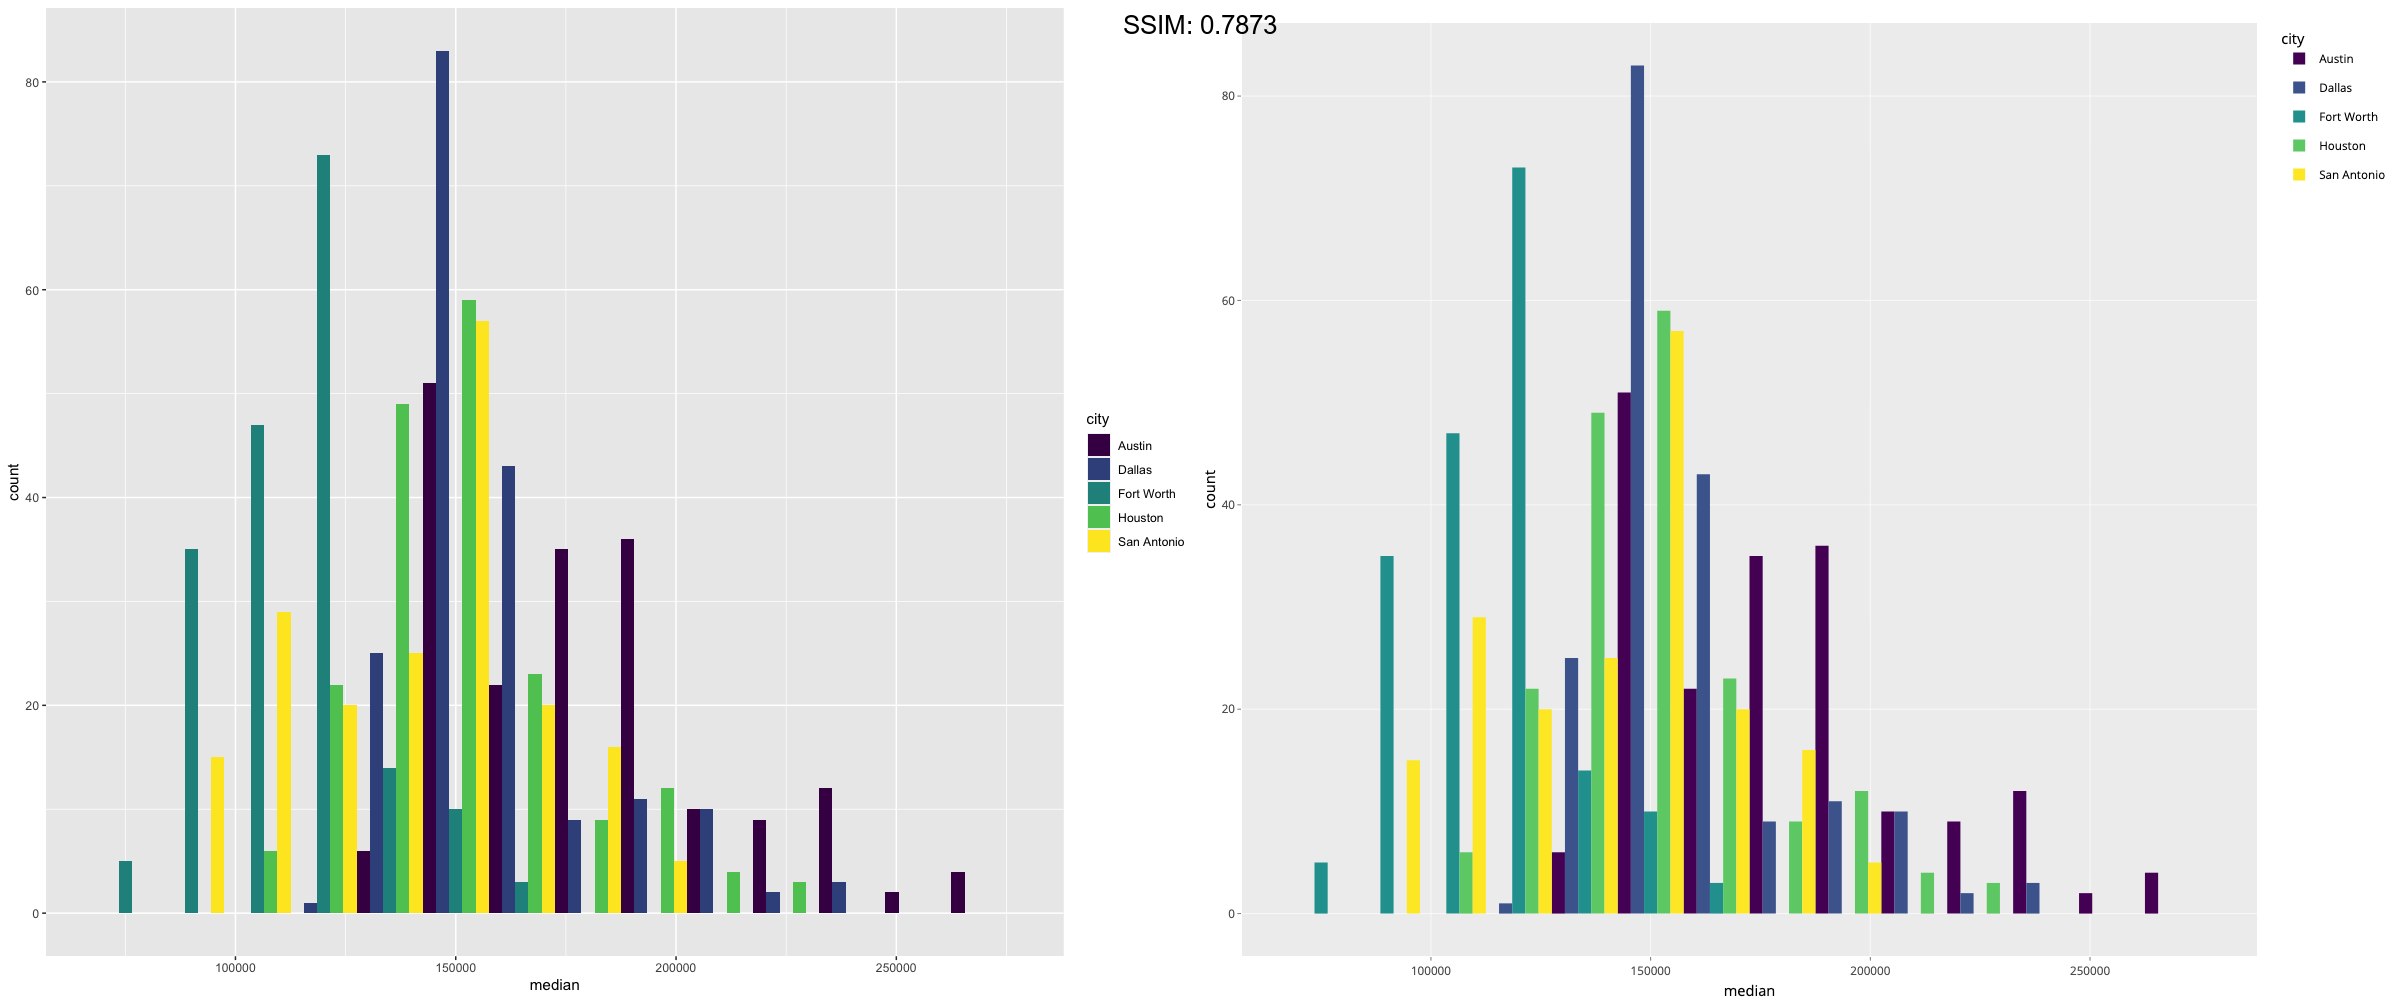 SSIM: 0.7873
80
60
40
20
0
count
100000
150000
200000
250000
median
city
Austin
Dallas
Fort Worth
Houston
San Antonio
80
60
40
20
0
count
100000
150000
200000
250000
median
city
Austin
Dallas
Fort Worth
Houston
San Antonio